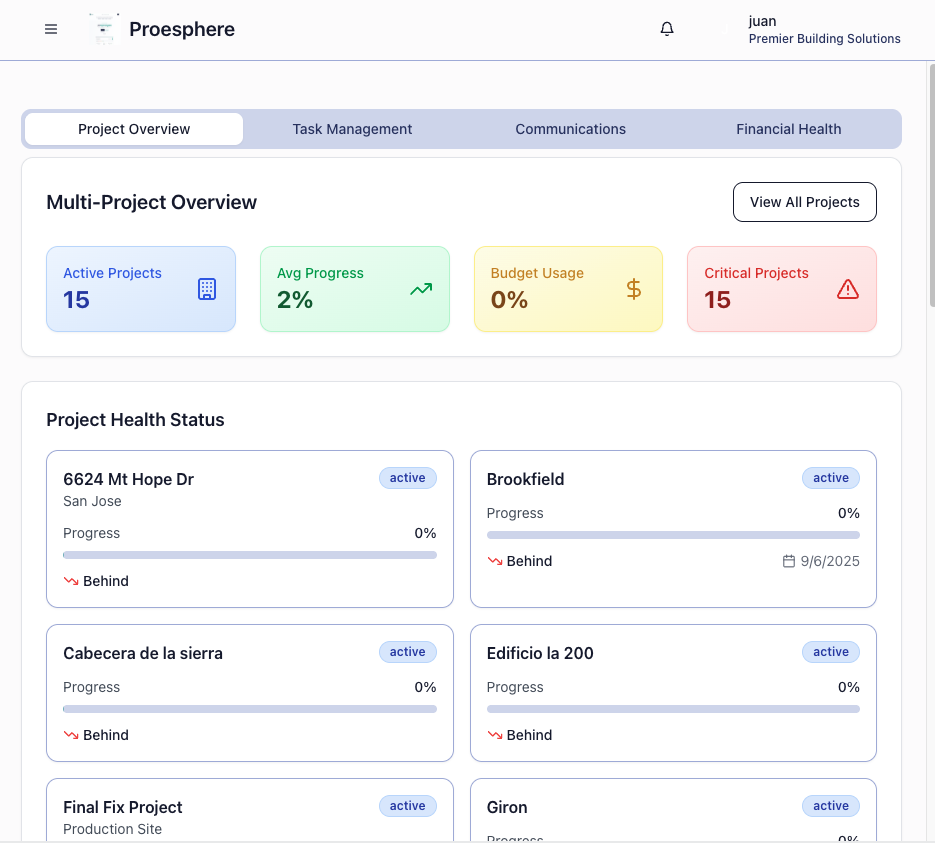 Proesphere
juan
Premier Building Solutions
Project Overview
Task Management
Communications
Financial Health
Multi-Project Overview
View All Projects
Active Projects
15
Avg Progress
2%
Budget Usage
0%
Critical Projects
15
Project Health Status
6624 Mt Hope Dr
active
San Jose
Progress
0%
Behind
Brookfield
active
Progress
0%
Behind
9/6/2025
Cabecera de la sierra
active
Progress
0%
Behind
Edificio la 200
active
Progress
0%
Behind
Final Fix Project
active
Production Site
Giron
active
Progress
0%